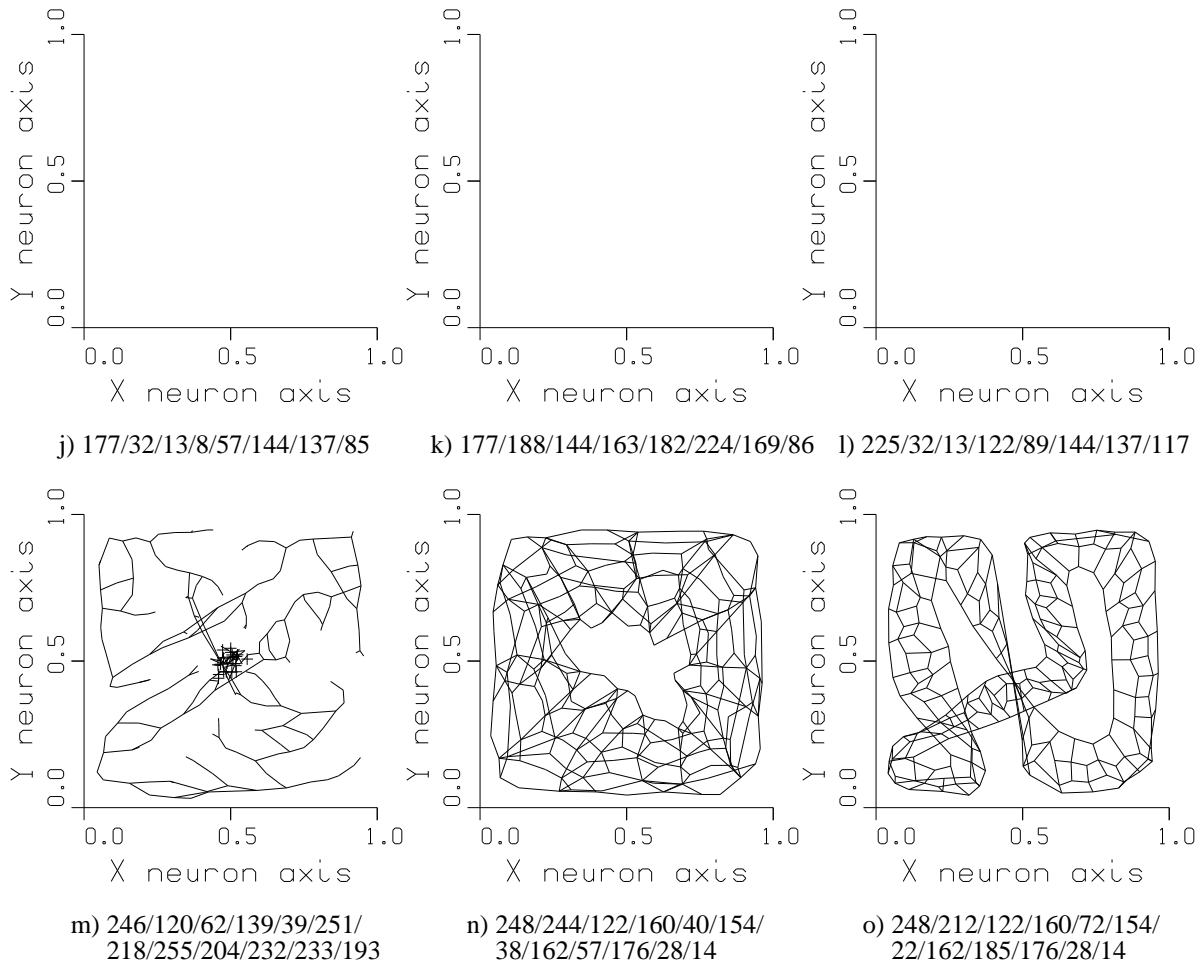 1.0 1.0 1.0
Y neuron axis Y neuron axis Y neuron axis
0.5 0.5 0.5
0.0 0.0 0.0
0.0 0.5 1.0 0.0 0.5 1.0 0.0 0.5 1.0
X neuron axis X neuron axis X neuron axis
j) 177/32/13/8/57/144/137/85 k) 177/188/144/163/182/224/169/86 l) 225/32/13/122/89/144/137/117
1.0 1.0 1.0
Y neuron axis Y neuron axis Y neuron axis
0.5 0.5 0.5
0.0 0.0 0.0
0.0 0.5 1.0 0.0 0.5 1.0 0.0 0.5 1.0
X neuron axis X neuron axis X neuron axis
m) 246/120/62/139/39/251/ n) 248/244/122/160/40/154/ o) 248/212/122/160/72/154/
218/255/204/232/233/193 38/162/57/176/28/14 22/162/185/176/28/14